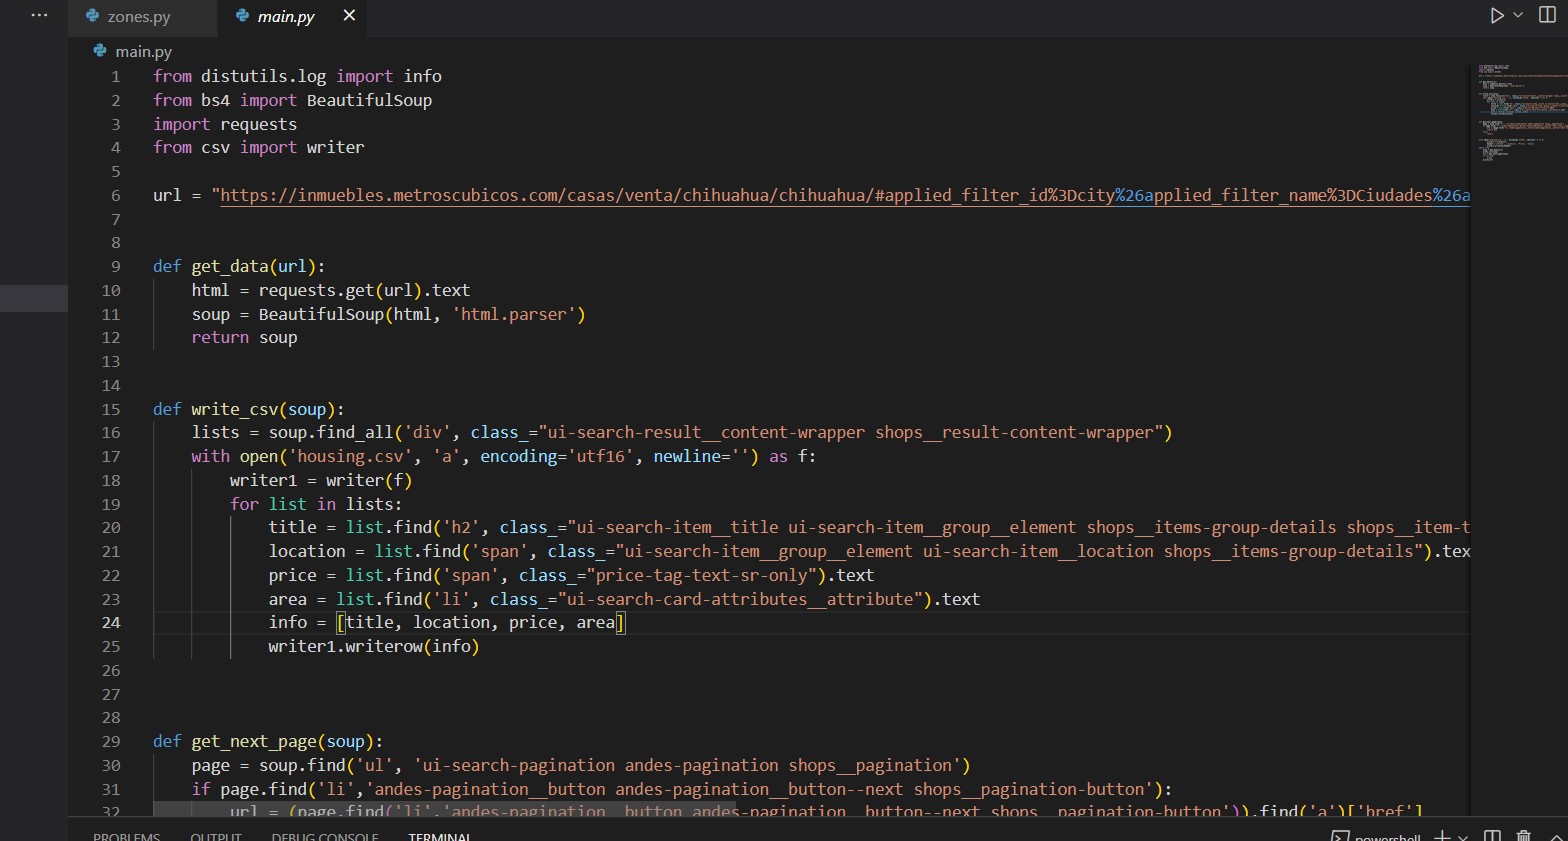 ··· zones.py main.py ×
main.py
1 from distutils.log import info
2 from bs4 import BeautifulSoup
3 import requests
4 from csv import writer
5
6 url = "https://inmuebles.metroscubicos.com/casas/venta/chihuahua/chihuahua/#applied_filter_id%3Dcity%26applied_filter_name%3DCiudades%26a
7
8
9 def get_data(url):
10     html = requests.get(url).text
11     soup = BeautifulSoup(html, 'html.parser')
12     return soup
13
14
15 def write_csv(soup):
16     lists = soup.find_all('div', class_="ui-search-result__content-wrapper shops__result-content-wrapper")
17     with open('housing.csv', 'a', encoding='utf16', newline='') as f:
18         writer1 = writer(f)
19         for list in lists:
20             title = list.find('h2', class_="ui-search-item__title ui-search-item__group__element shops__items-group-details shops__item-t
21             location = list.find('span', class_="ui-search-item__group__element ui-search-item__location shops__items-group-details").tex
22             price = list.find('span', class_="price-tag-text-sr-only").text
23             area = list.find('li', class_="ui-search-card-attributes__attribute").text
24             info = [title, location, price, area]
25             writer1.writerow(info)
26
27
28
29 def get_next_page(soup):
30     page = soup.find('ul', 'ui-search-pagination andes-pagination shops__pagination')
31     if page.find('li','andes-pagination__button andes-pagination__button--next shops__pagination-button'):
32         url = (page.find('li','andes-pagination__button andes-pagination__button--next shops__pagination-button')).find('a')['href']
PROBLEMS OUTPUT DEBUG CONSOLE TERMINAL powershell